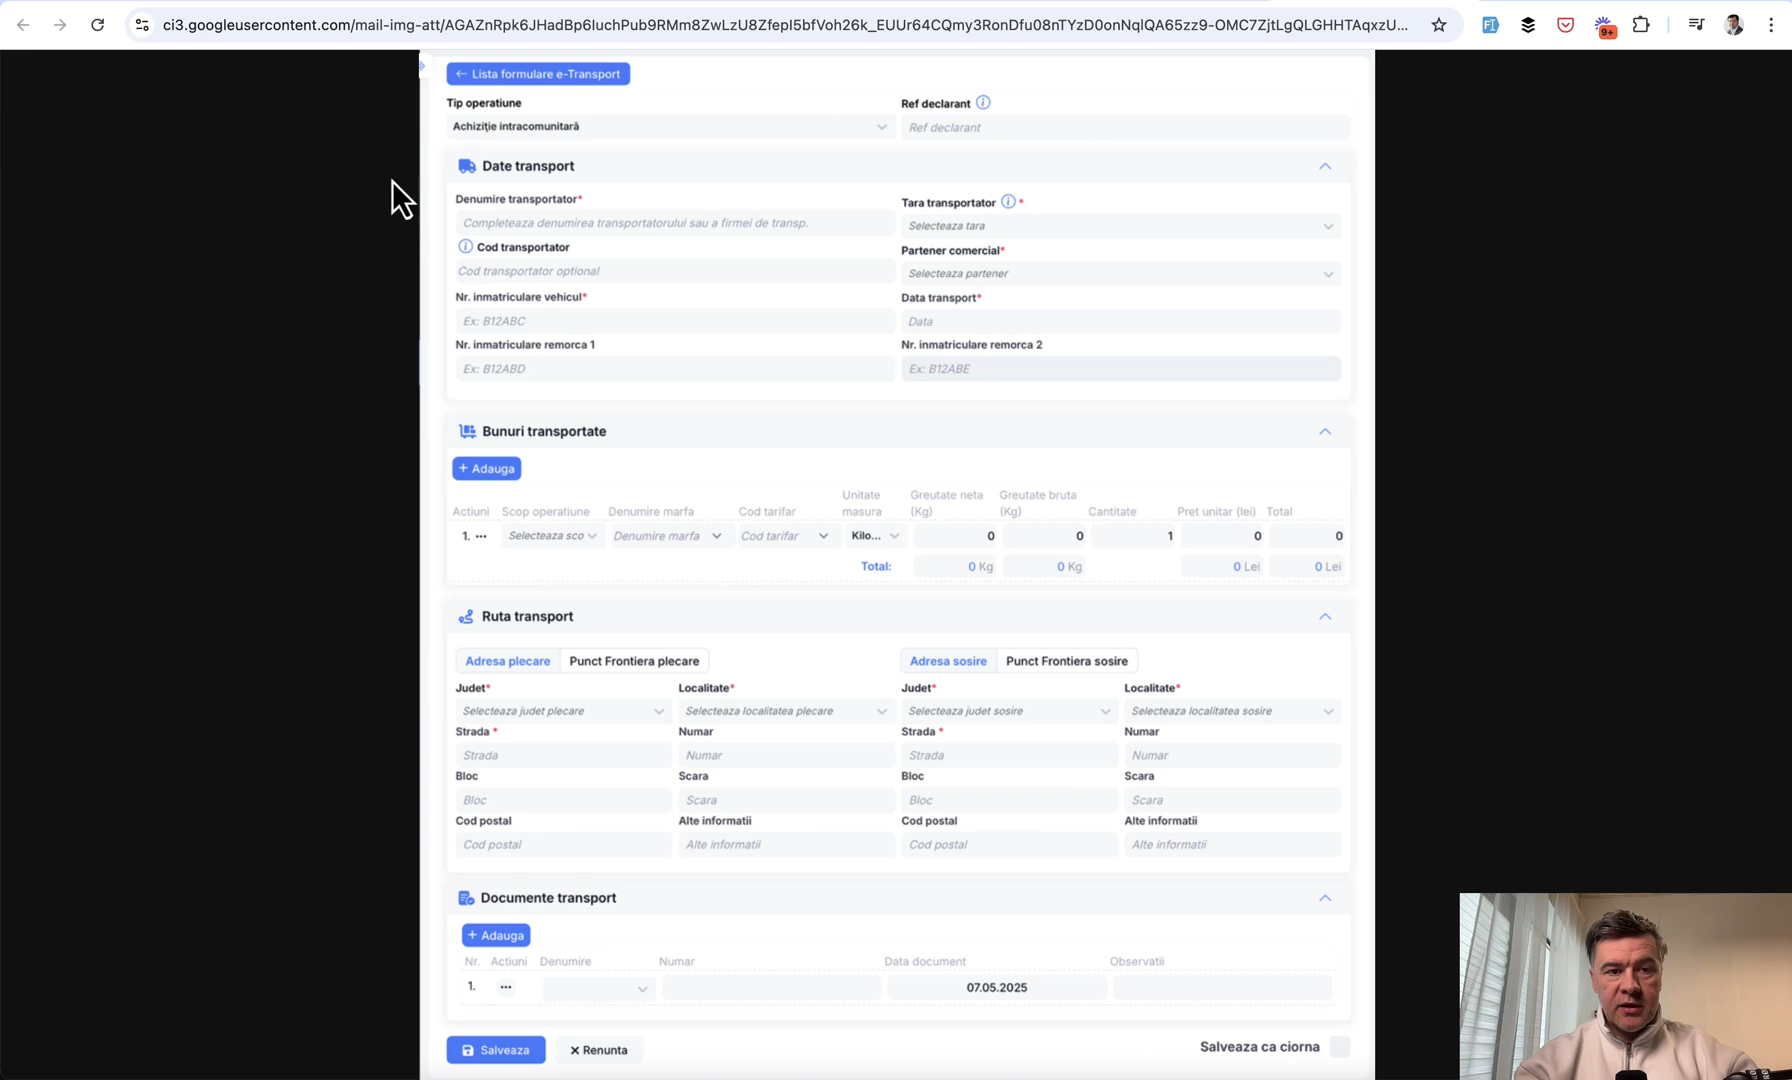 ci3.googleusercontent.com/mail-img-att/AGAZnRpk6JHadBp6IuchPub9RMm8ZwLzU8ZfepI5bfVoh26k_EUUr64CQmy3RonDfu08nTYzD0onNqlQA65zz9-OMC7ZjtLgQLGHHTAqxzU...
9+
← Lista formulare e-Transport
Tip operatiune
Ref declarant
Achiziție intracomunitară
Ref declarant
Date transport
Denumire transportator*
Tara transportator *
Completeaza denumirea transportatorului sau a firmei de transp.
Selecteaza tara
Cod transportator
Partener comercial*
Cod transportator optional
Selecteaza partener
Nr. inmatriculare vehicul*
Data transport*
Ex: B12ABC
Data
Nr. inmatriculare remorca 1
Nr. inmatriculare remorca 2
Ex: B12ABD
Ex: B12ABE
Bunuri transportate
+ Adauga
Actiuni Scop operatiune Denumire marfa Cod tarifar Unitate masura Greutate neta (Kg) Greutate bruta (Kg) Cantitate Pret unitar (lei) Total
1. ••• Selecteaza sco Denumire marfa Cod tarifar Kilo... 0 0 1 0 0
Total: 0 Kg 0 Kg 0 Lei 0 Lei
Ruta transport
Adresa plecare Punct Frontiera plecare
Adresa sosire Punct Frontiera sosire
Judet* Localitate* Judet* Localitate*
Selecteaza judet plecare Selecteaza localitatea plecare Selecteaza judet sosire Selecteaza localitatea sosire
Strada * Numar Strada * Numar
Strada Numar Strada Numar
Bloc Scara Bloc Scara
Bloc Scara Bloc Scara
Cod postal Alte informatii Cod postal Alte informatii
Cod postal Alte informatii Cod postal Alte informatii
Documente transport
+ Adauga
Nr. Actiuni Denumire Numar Data document Observatii
1. ••• 07.05.2025
Salveaza
× Renunta
Salveaza ca ciorna